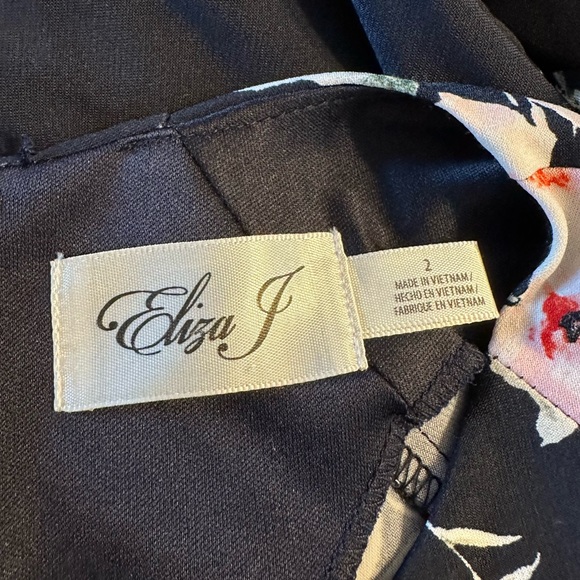 Eliza J
2
MADE IN VIETNAM/
HECHO EN VIETNAM/
FABRIQUE EN VIETNAM